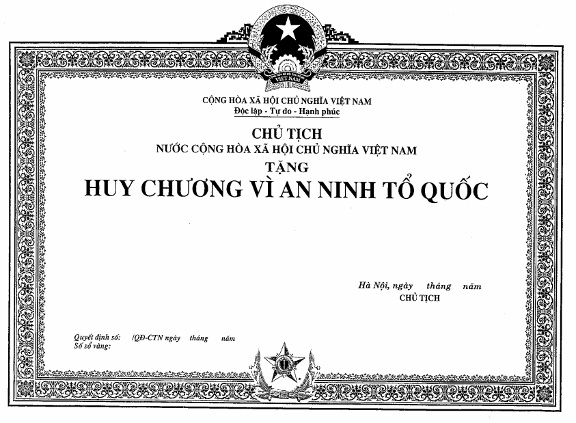 CỘNG HÒA XÃ HỘI CHỦ NGHĨA VIỆT NAM
Độc lập - Tự do - Hạnh phúc
CHỦ TỊCH
NƯỚC CỘNG HÒA XÃ HỘI CHỦ NGHĨA VIỆT NAM
TẶNG
HUY CHƯƠNG VÌ AN NINH TỔ QUỐC
Hà Nội, ngày tháng năm
CHỦ TỊCH
Quyết định số: /QĐ-CTN ngày tháng năm
Số sổ vàng: